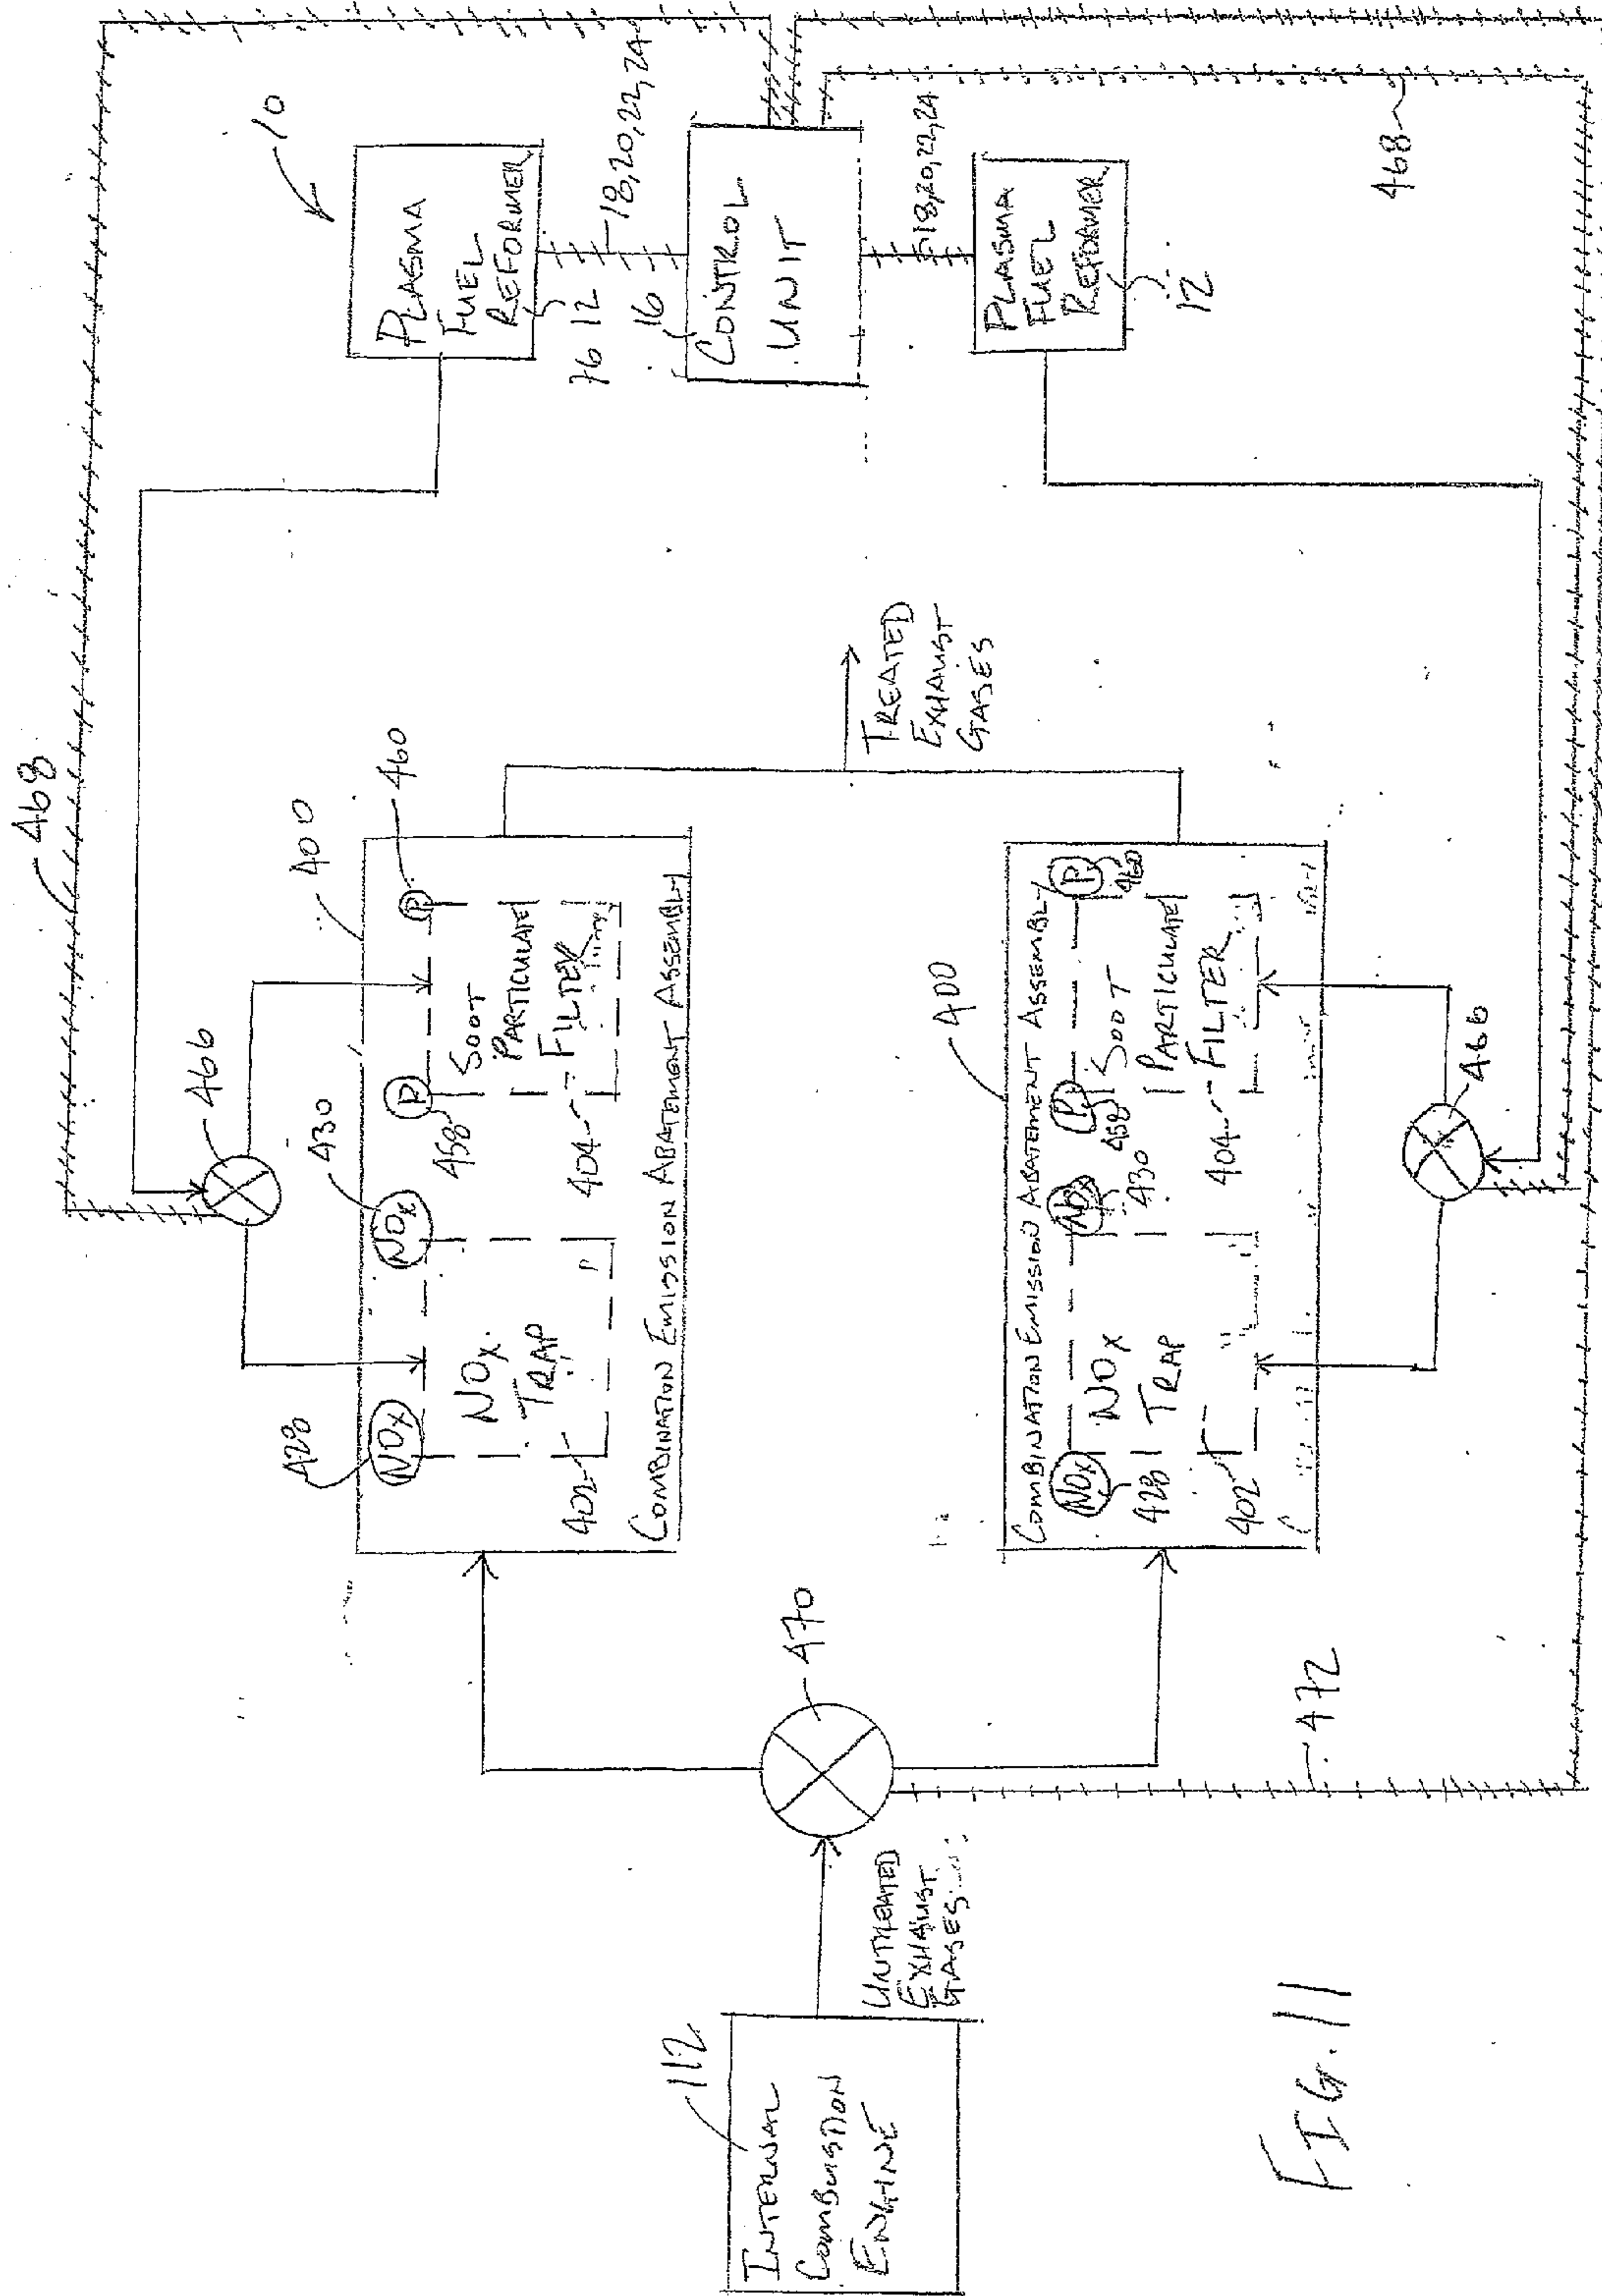 468
10
PLASMA
FUEL
REFORMER
12
76
18,20,22,24
16
CONTROL
UNIT
18,20,22,24
PLASMA
FUEL
REFORMER
12
468
466
400
428
NOx
430
NOx
P
460
P
458
NOx
TRAP
402
SOOT
PARTICULATE
FILTER
404
COMBINATION EMISSION ABATEMENT ASSEMBLY
TREATED
EXHAUST
GASES
112
INTERNAL
COMBUSTION
ENGINE
UNTREATED
EXHAUST
GASES
470
472
400
COMBINATION EMISSION ABATEMENT ASSEMBLY
NOx
428
NOx
430
P
458
P
460
NOx
TRAP
402
SOOT
PARTICULATE
FILTER
404
466
FIG. 11